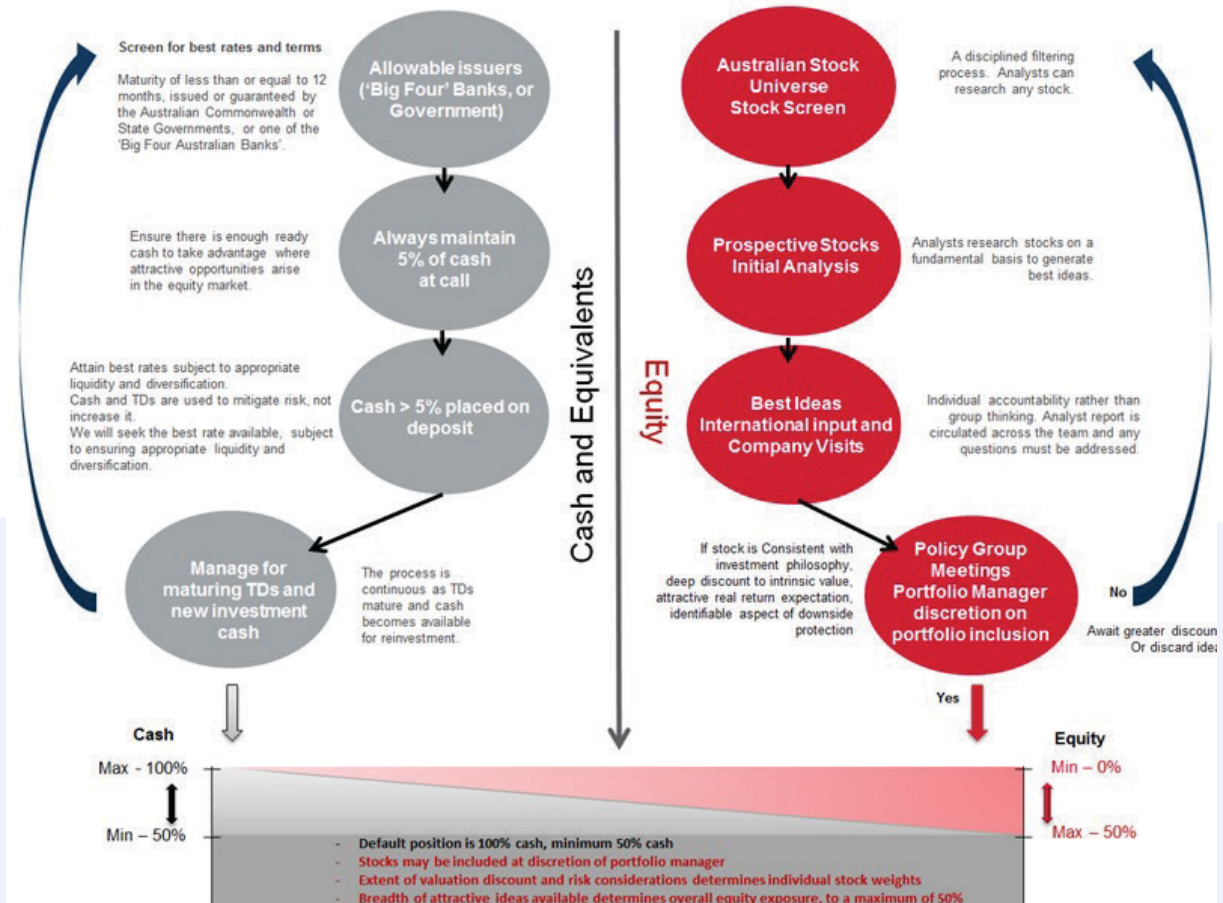 Screen for best rates and terms
Maturity of less than or equal to 12
months, issued or guaranteed by
the Australian Commonwealth or
State Governments, or one of the
'Big Four Australian Banks'.
Allowable issuers
('Big Four' Banks, or
Government)
Ensure there is enough ready
cash to take advantage where
attractive opportunities arise
in the equity market.
Always maintain
5% of cash
at call
Attain best rates subject to appropriate
liquidity and diversification.
Cash and TDs are used to mitigate risk, not
increase it.
We will seek the best rate available, subject
to ensuring appropriate liquidity and
diversification.
Cash > 5% placed on
deposit
Manage for
maturing TDs and
new investment
cash
The process is
continuous as TDs
mature and cash
becomes available
for reinvestment.
Cash and Equivalents
Equity
Australian Stock
Universe
Stock Screen
A disciplined filtering
process. Analysts can
research any stock.
Prospective Stocks
Initial Analysis
Analysts research stocks on a
fundamental basis to generate
best ideas.
Best Ideas
International input and
Company Visits
Individual accountability rather than
group thinking. Analyst report is
circulated across the team and any
questions must be addressed.
If stock is Consistent with
investment philosophy,
deep discount to intrinsic value,
attractive real return expectation,
identifiable aspect of downside
protection
Policy Group
Meetings
Portfolio Manager
discretion on
portfolio inclusion
No
Await greater discoun
Or discard idea
Yes
Cash
Max - 100%
Min – 50%
Equity
Min – 0%
Max – 50%
- Default position is 100% cash, minimum 50% cash
- Stocks may be included at discretion of portfolio manager
- Extent of valuation discount and risk considerations determines individual stock weights
- Breadth of attractive ideas available determines overall equity exposure, to a maximum of 50%